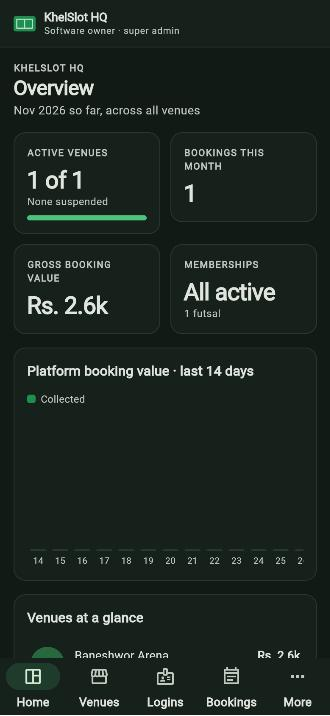 KhelSlot HQ
Software owner · super admin
KHELSLOT HQ
Overview
Nov 2026 so far, across all venues
ACTIVE VENUES
1 of 1
None suspended
BOOKINGS THIS
MONTH
1
GROSS BOOKING
VALUE
Rs. 2.6k
MEMBERSHIPS
All active
1 futsal
Platform booking value · last 14 days
Collected
14 15 16 17 18 19 20 21 22 23 24 25
Venues at a glance
Baneshwor Arena Rs. 2.6k
Home Venues Logins Bookings More